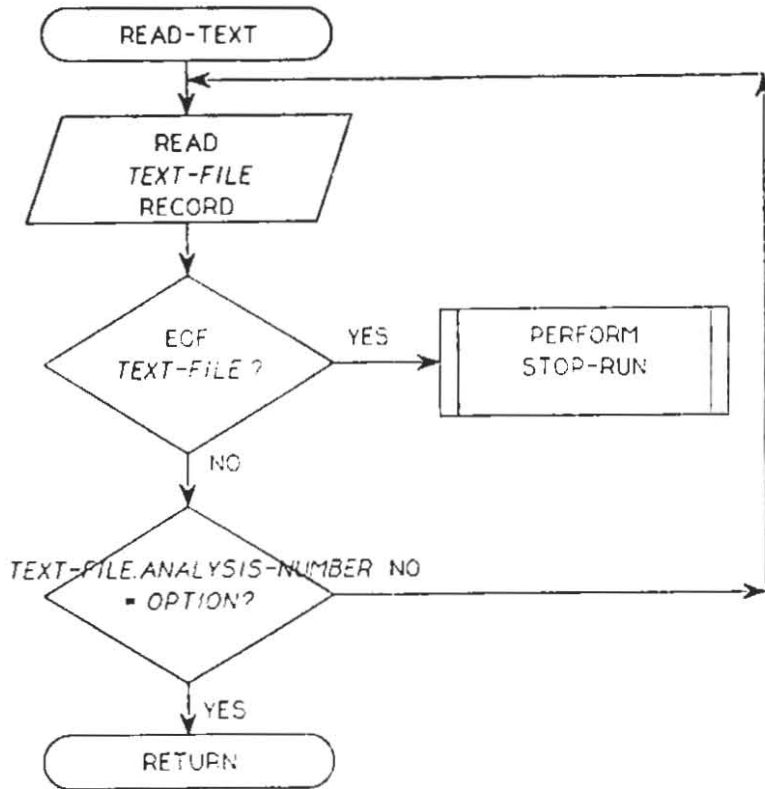 READ-TEXT
READ
TEXT-FILE
RECORD
EOF
TEXT-FILE?
YES
PERFORM
STOP-RUN
NO
TEXT-FILE.ANALYSIS-NUMBER NO
= OPTION?
YES
RETURN